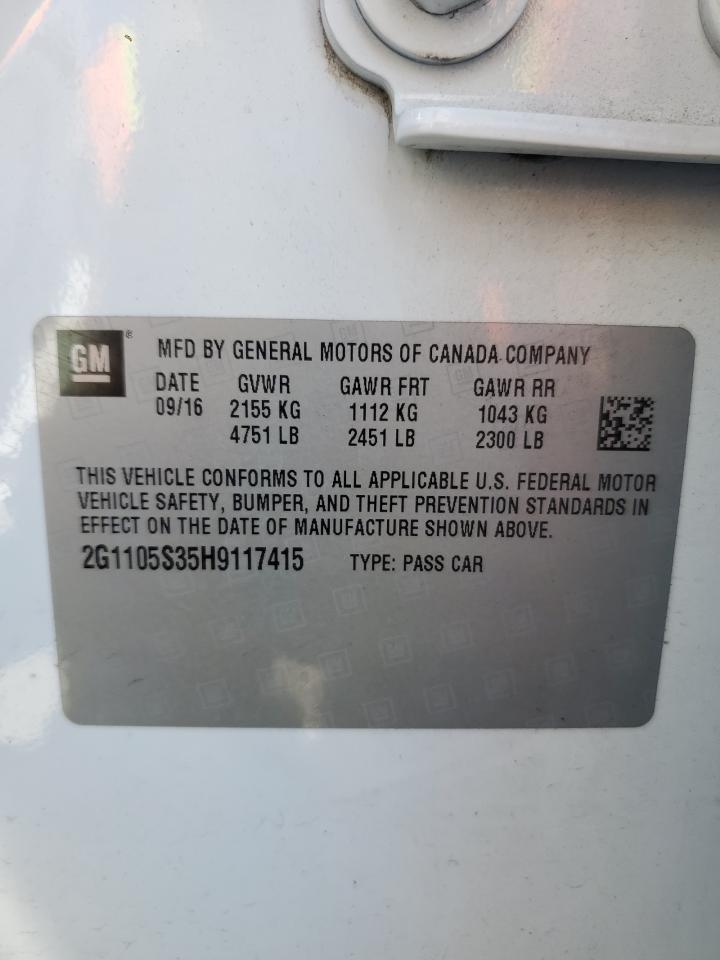 GM® MFD BY GENERAL MOTORS OF CANADA COMPANY
DATE GVWR GAWR FRT GAWR RR
09/16 2155 KG 1112 KG 1043 KG
4751 LB 2451 LB 2300 LB
THIS VEHICLE CONFORMS TO ALL APPLICABLE U.S. FEDERAL MOTOR
VEHICLE SAFETY, BUMPER, AND THEFT PREVENTION STANDARDS IN
EFFECT ON THE DATE OF MANUFACTURE SHOWN ABOVE.
2G1105S35H9117415 TYPE: PASS CAR